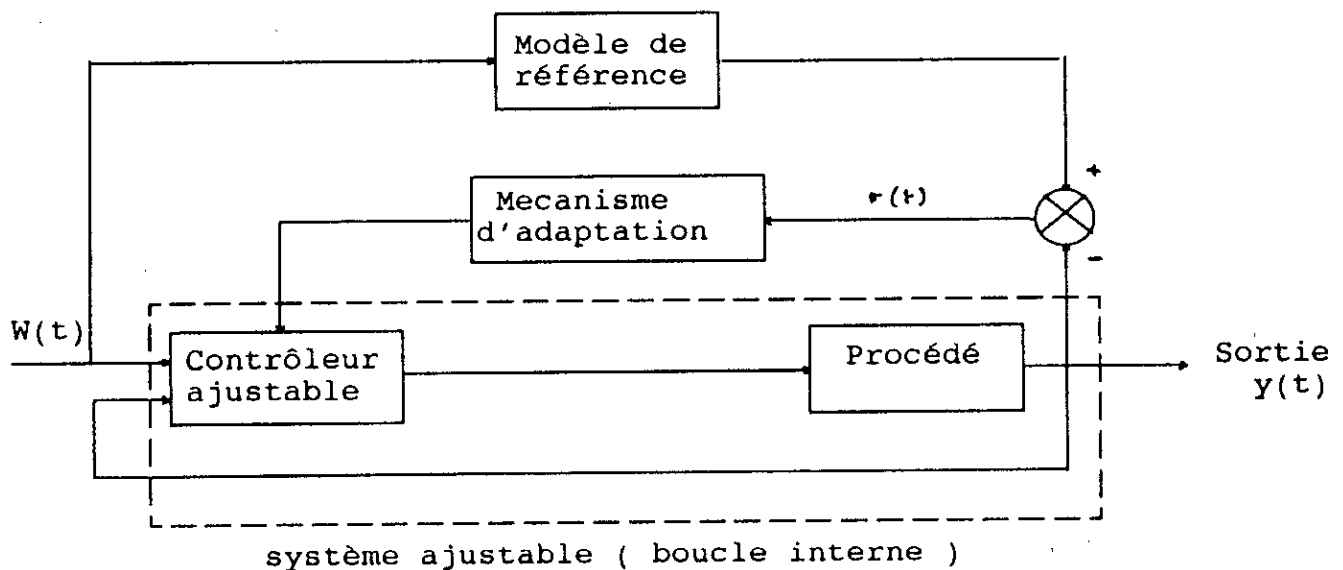 Modèle de
référence
+
Mecanisme
d'adaptation
r(t)
-
W(t)
Contrôleur
ajustable
Procédé
Sortie
y(t)
système ajustable ( boucle interne )